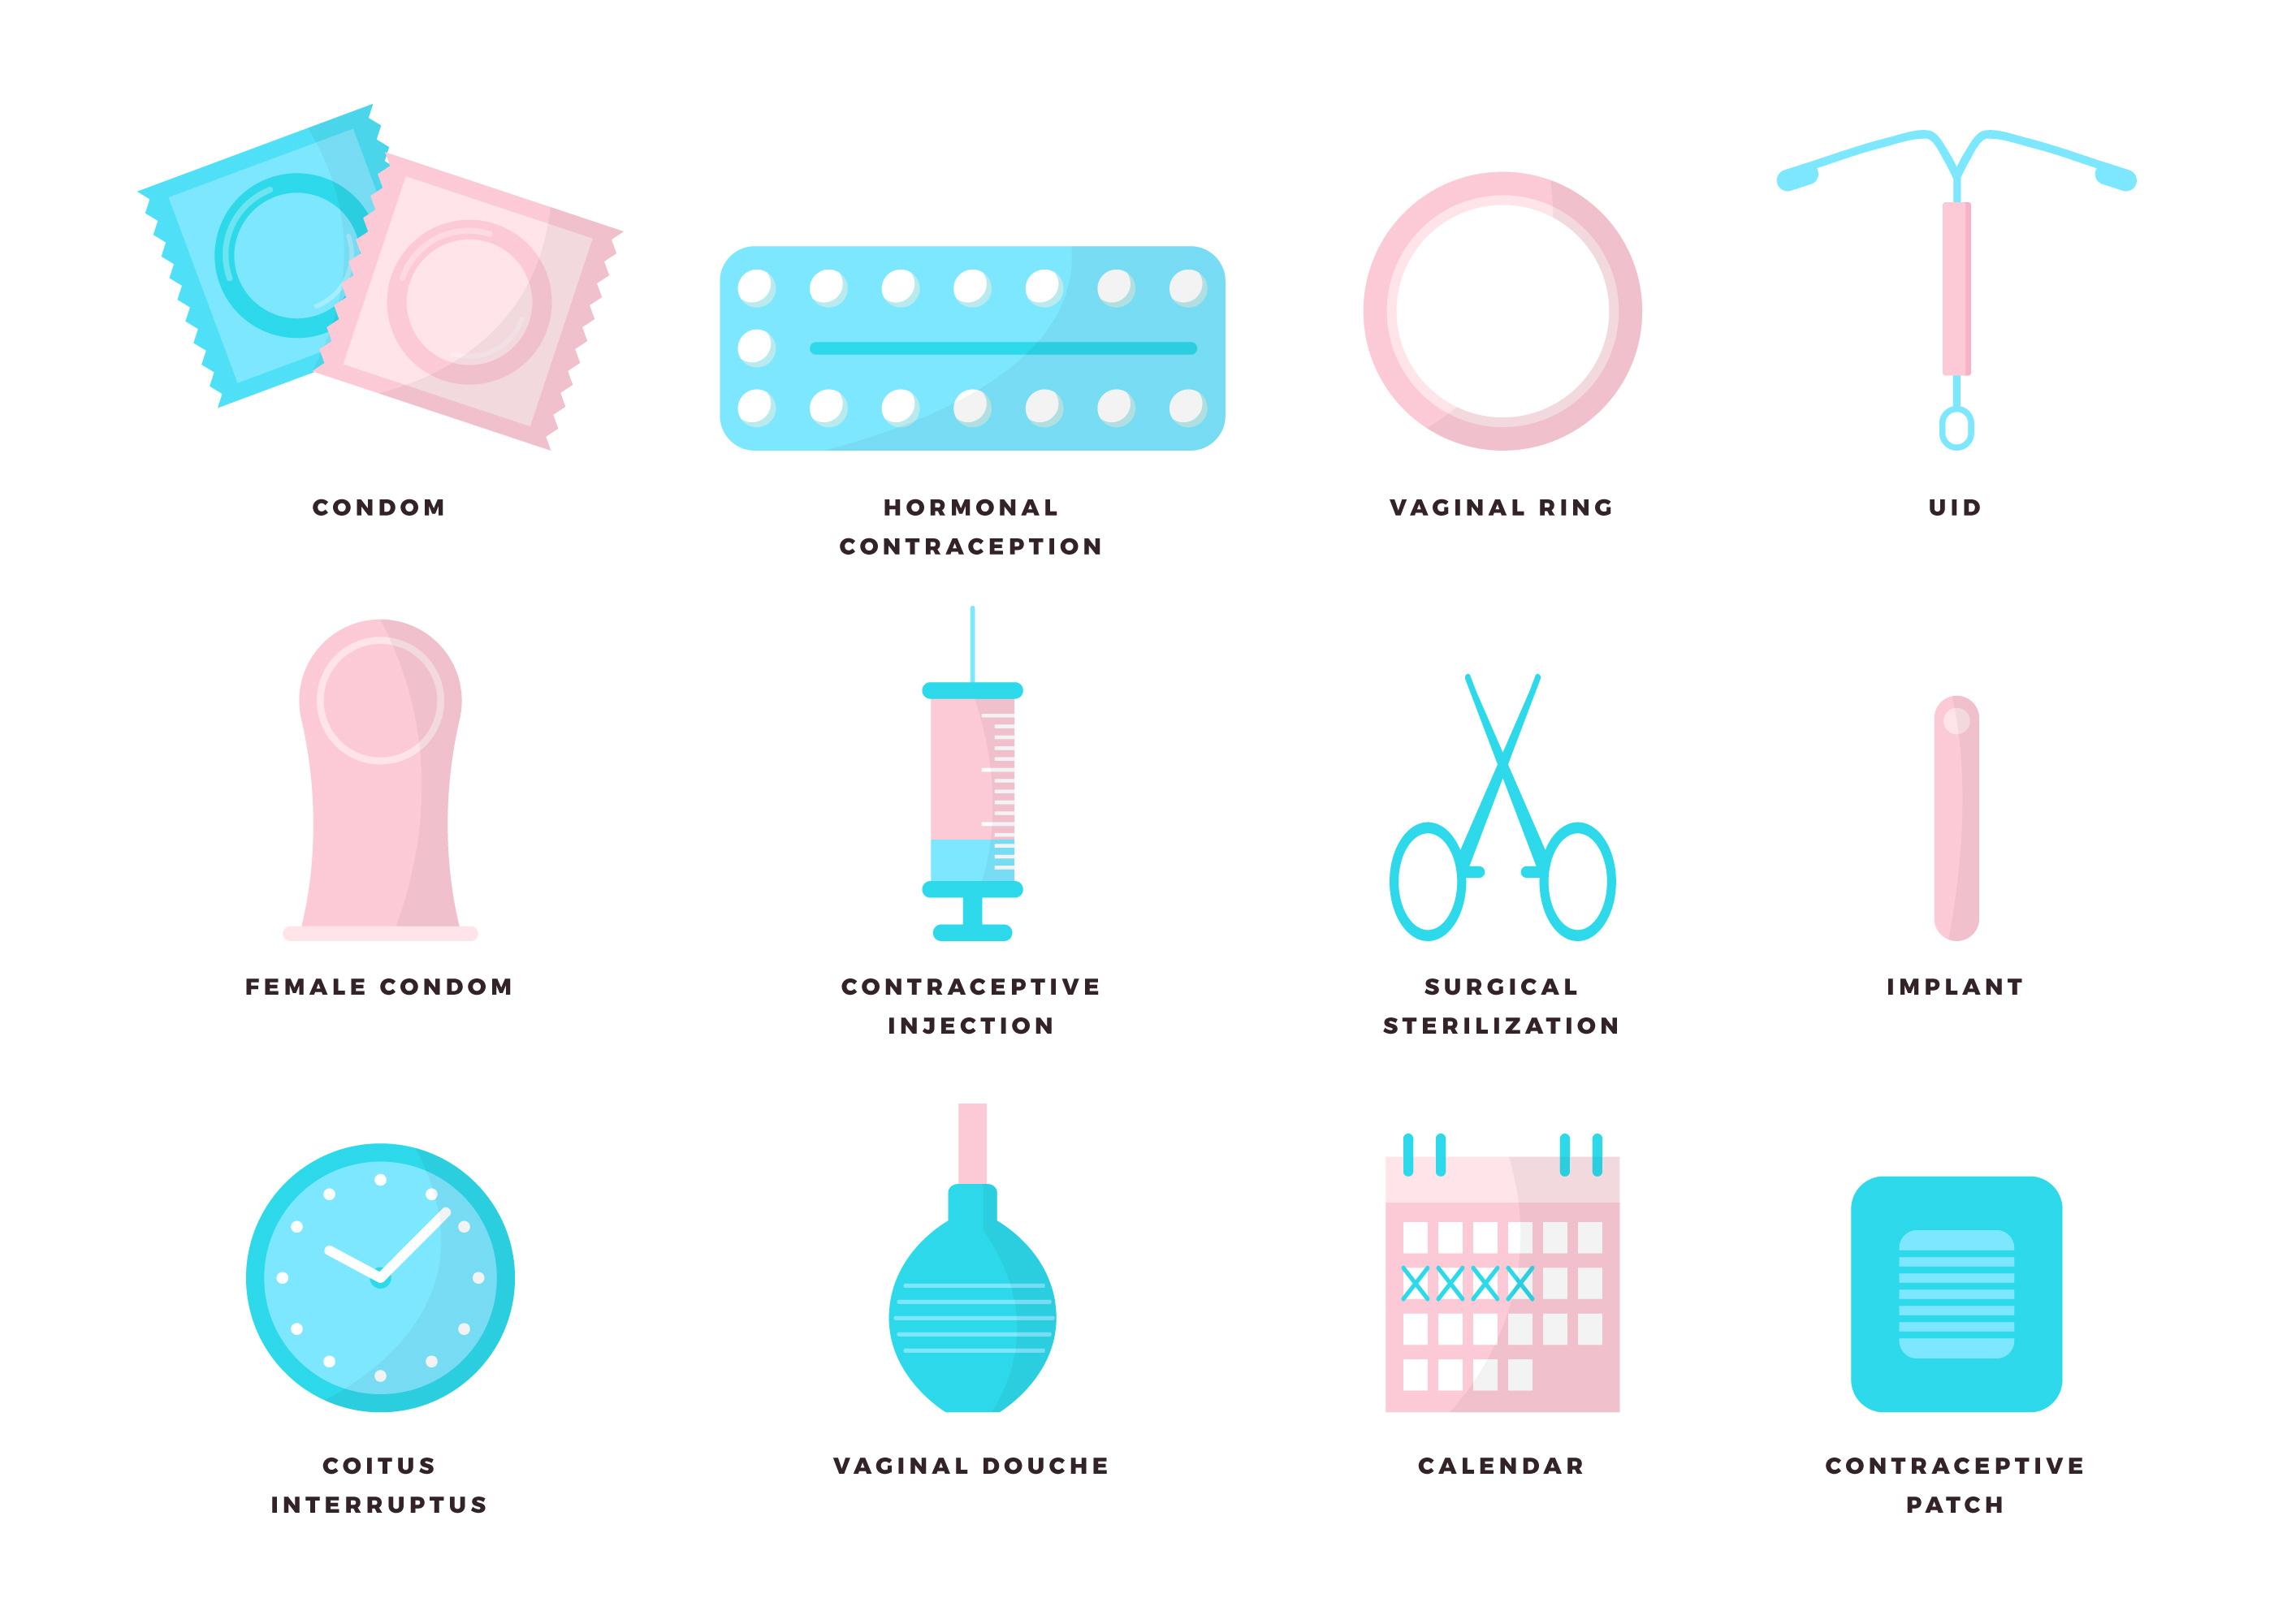 CONDOM
HORMONAL
CONTRACEPTION
VAGINAL RING
UID
FEMALE CONDOM
CONTRACEPTIVE
INJECTION
SURGICAL
STERILIZATION
IMPLANT
COITUS
INTERRUPTUS
VAGINAL DOUCHE
CALENDAR
CONTRACEPTIVE
PATCH